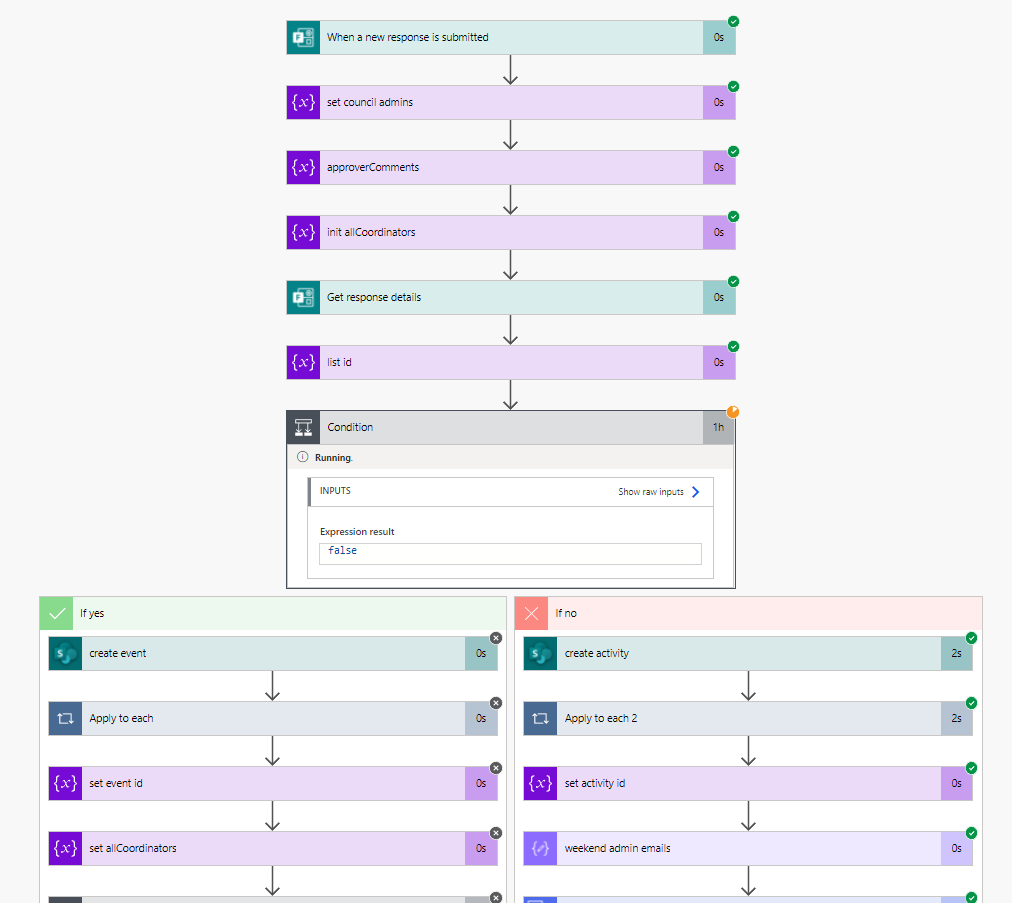 When a new response is submitted
0s
set council admins
0s
approverComments
0s
init allCoordinators
0s
Get response details
0s
list id
0s
Condition
1h
Running.
INPUTS
Show raw inputs
Expression result
false
If yes
create event
0s
Apply to each
0s
set event id
0s
set allCoordinators
0s
If no
create activity
2s
Apply to each 2
2s
set activity id
0s
weekend admin emails
0s